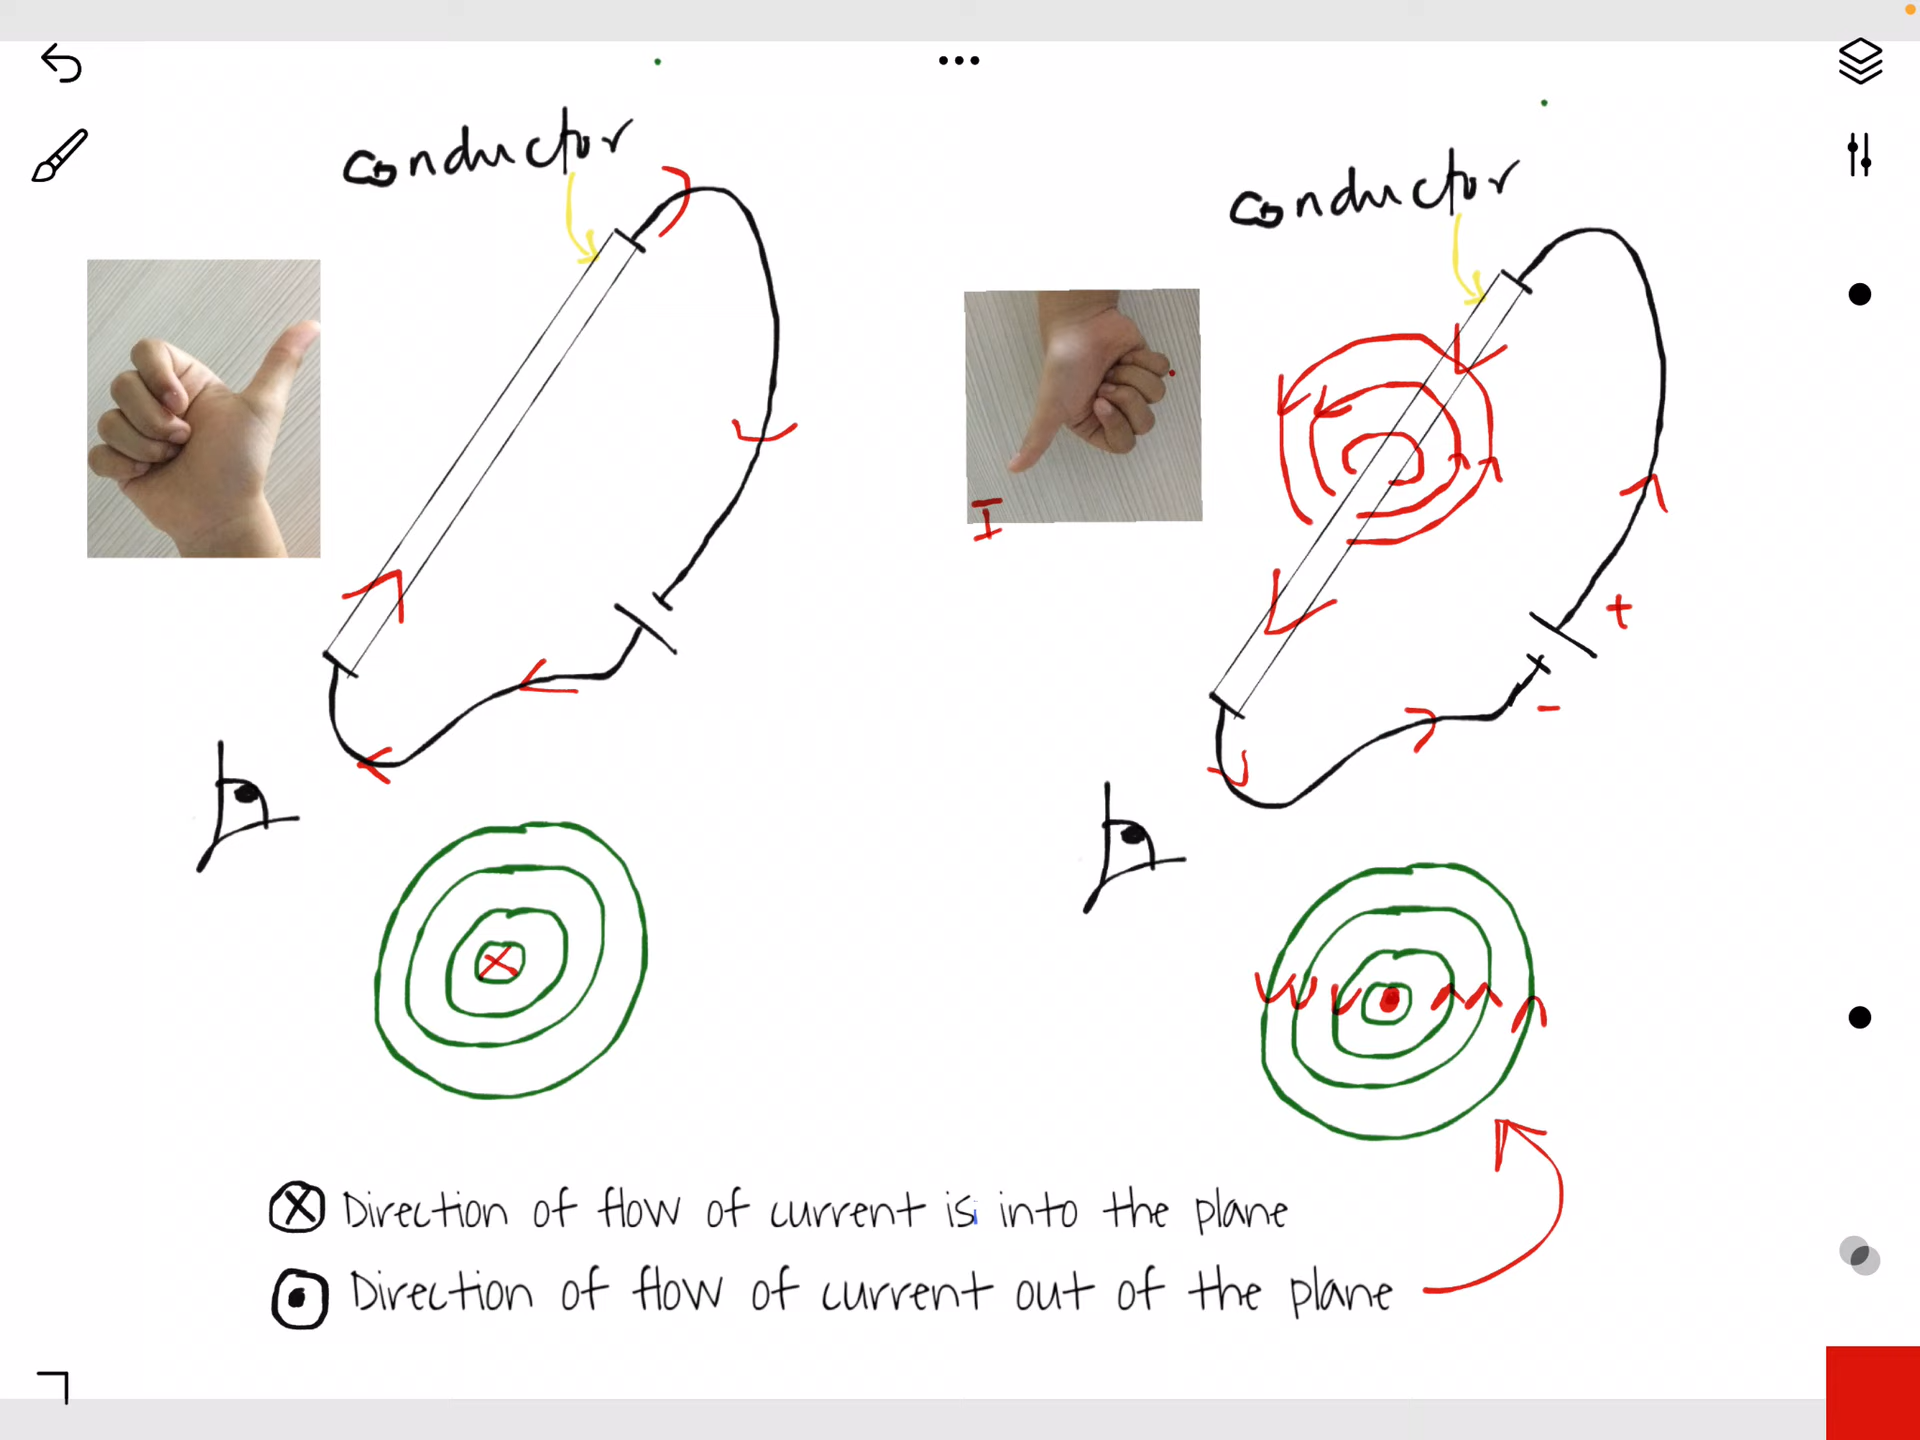 conductor
conductor
I
+
-
Direction of flow of current is into the plane
Direction of flow of current out of the plane